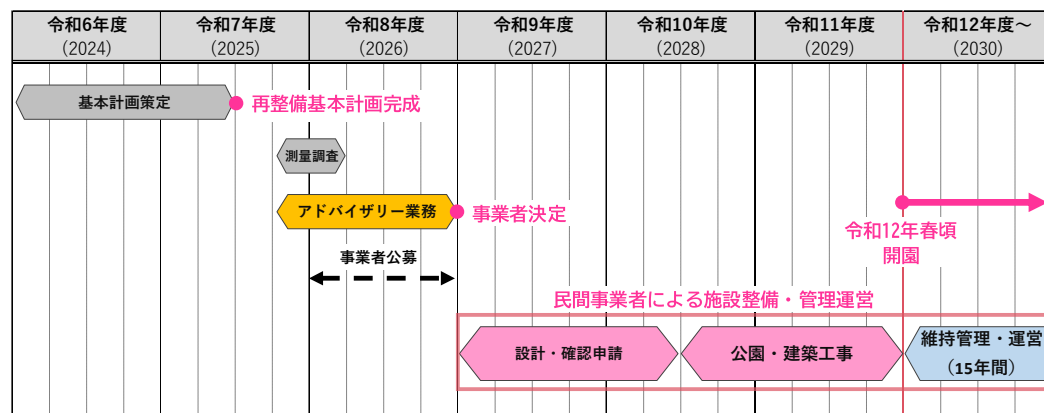 令和6年度
(2024)
令和7年度
(2025)
令和8年度
(2026)
令和9年度
(2027)
令和10年度
(2028)
令和11年度
(2029)
令和12年度～
(2030)
基本計画策定
再整備基本計画完成
測量調査
アドバイザリー業務
事業者決定
令和12年春頃
開園
事業者公募
民間事業者による施設整備・管理運営
設計・確認申請
公園・建築工事
維持管理・運営
（15年間）